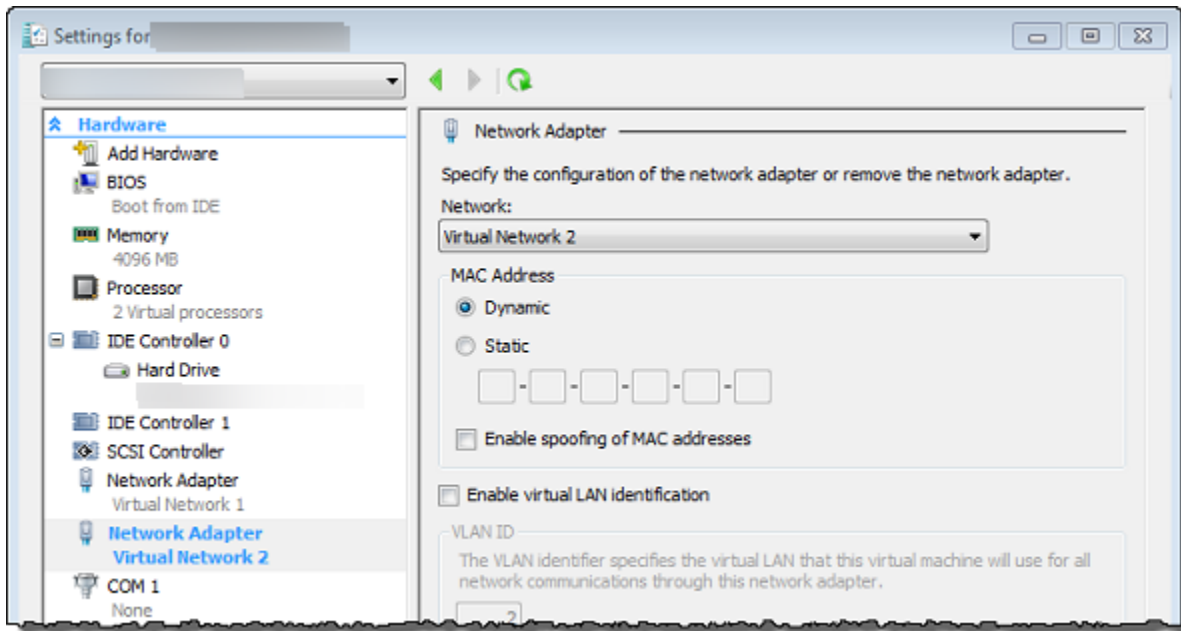 Settings for
Hardware
Add Hardware
BIOS
Boot from IDE
Memory
4096 MB
Processor
2 Virtual processors
IDE Controller 0
Hard Drive
IDE Controller 1
SCSI Controller
Network Adapter
Virtual Network 1
Network Adapter
Virtual Network 2
COM 1
None
Network Adapter
Specify the configuration of the network adapter or remove the network adapter.
Network:
Virtual Network 2
MAC Address
Dynamic
Static
- - - - -
Enable spoofing of MAC addresses
Enable virtual LAN identification
VLAN ID
The VLAN identifier specifies the virtual LAN that this virtual machine will use for all
network communications through this network adapter.
2